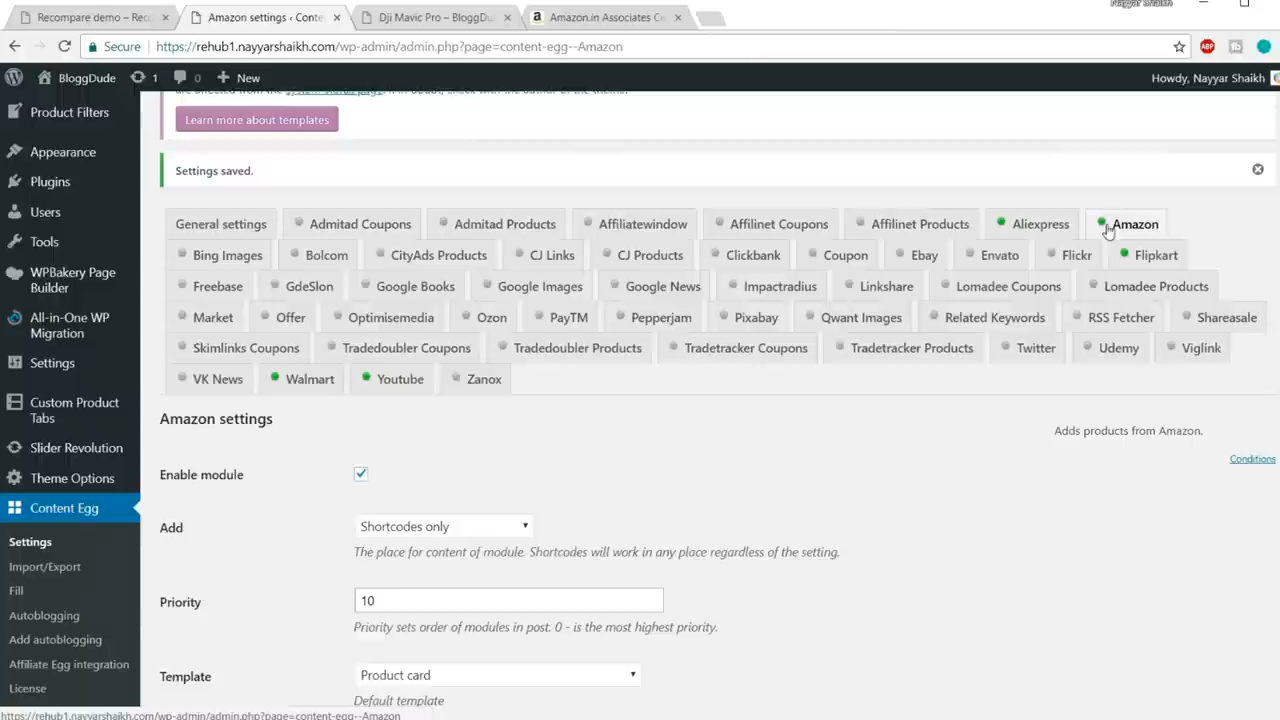 Recompare demo – Reco
Amazon settings ‹ Conte
Dji Mavic Pro – BloggDu
Amazon.in Associates Ce
Nayyar Shaikh
Secure
https://rehub1.nayyarshaikh.com/wp-admin/admin.php?page=content-egg--Amazon
ABP
BloggDude
1
0
New
Howdy, Nayyar Shaikh
Product Filters
Appearance
Plugins
Users
Tools
WPBakery Page
Builder
All-in-One WP
Migration
Settings
Custom Product
Tabs
Slider Revolution
Theme Options
Content Egg
Settings
Import/Export
Fill
Autoblogging
Add autoblogging
Affiliate Egg integration
License
Learn more about templates
Settings saved.
General settings Admitad Coupons Admitad Products Affiliatewindow Affilinet Coupons Affilinet Products Aliexpress Amazon
Bing Images Bolcom CityAds Products CJ Links CJ Products Clickbank Coupon Ebay Envato Flickr Flipkart
Freebase GdeSlon Google Books Google Images Google News Impactradius Linkshare Lomadee Coupons Lomadee Products
Market Offer Optimisemedia Ozon PayTM Pepperjam Pixabay Qwant Images Related Keywords RSS Fetcher Shareasale
Skimlinks Coupons Tradedoubler Coupons Tradedoubler Products Tradetracker Coupons Tradetracker Products Twitter Udemy Viglink
VK News Walmart Youtube Zanox
Amazon settings
Adds products from Amazon.
Conditions
Enable module
Add
Shortcodes only
The place for content of module. Shortcodes will work in any place regardless of the setting.
Priority
10
Priority sets order of modules in post. 0 - is the most highest priority.
Template
Product card
Default template
https://rehub1.nayyarshaikh.com/wp-admin/admin.php?page=content-egg--Amazon